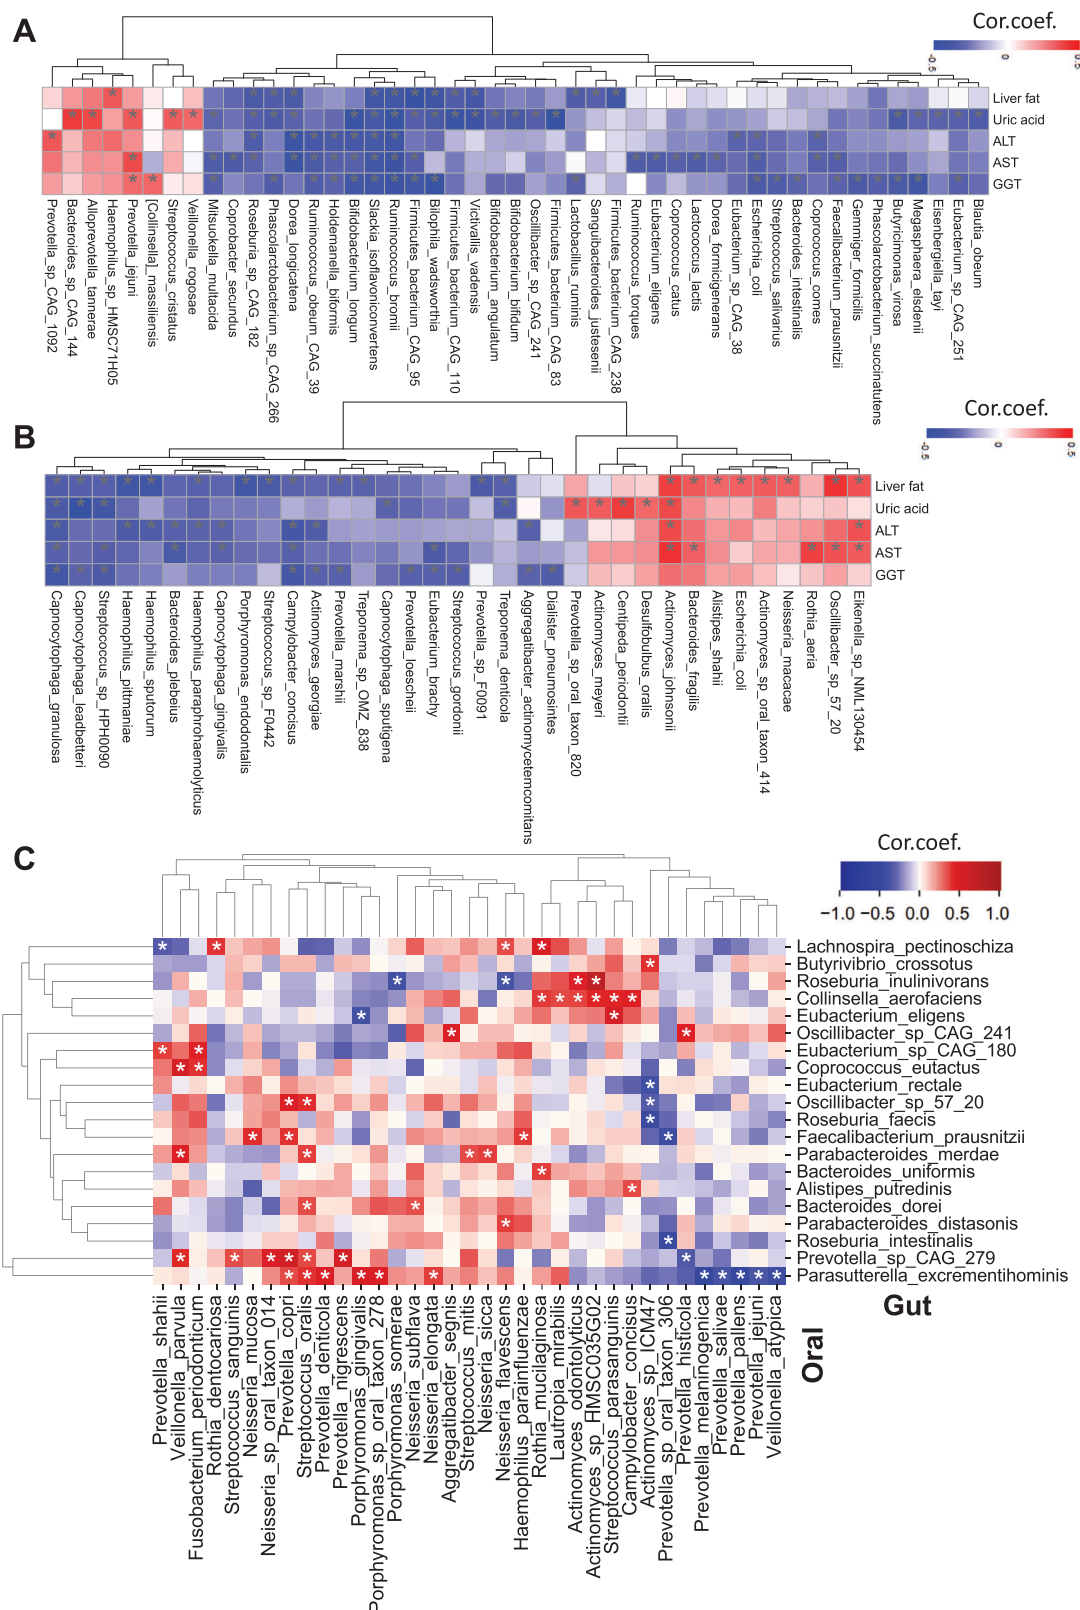 A
Cor.coef.
-0.5
0
0.5
Liver fat
Uric acid
ALT
AST
GGT
Prevotella_sp_CAG_1092
Bacteroides_sp_CAG_144
Alloprevotella_tannerae
Haemophilus_sp_HMSC71H05
Prevotella_jejuni
[Collinsella]_massiliensis
Streptococcus_cristatus
Veillonella_rogosae
Mitsuokella_multacida
Coprobacter_secundus
Roseburia_sp_CAG_182
Phascolarctobacterium_sp_CAG_266
Dorea_longicatena
Ruminococcus_obeum_CAG_39
Holdemanella_biformis
Bifidobacterium_longum
Slackia_isoflavoniconvertens
Ruminococcus_bromii
Firmicutes_bacterium_CAG_95
Bilophila_wadsworthia
Firmicutes_bacterium_CAG_110
Victivallis_vadensis
Bifidobacterium_angulatum
Bifidobacterium_bifidum
Oscillibacter_sp_CAG_241
Firmicutes_bacterium_CAG_83
Lactobacillus_ruminis
Sanguibacteroides_justesenii
Firmicutes_bacterium_CAG_238
Ruminococcus_torques
Eubacterium_eligens
Coprococcus_catus
Lactococcus_lactis
Dorea_formicigenerans
Eubacterium_sp_CAG_38
Escherichia_coli
Streptococcus_salivarius
Bacteroides_intestinalis
Coprococcus_comes
Faecalibacterium_prausnitzii
Gemmiger_formicilis
Phascolarctobacterium_succinatutens
Butyricimonas_virosa
Megasphaera_elsdenii
Eisenbergiella_tayi
Eubacterium_sp_CAG_251
Blautia_obeum
B
Cor.coef.
-0.5
0
0.5
Liver fat
Uric acid
ALT
AST
GGT
Capnocytophaga_granulosa
Capnocytophaga_leadbetteri
Streptococcus_sp_HPH0090
Haemophilus_pittmaniae
Haemophilus_sputorum
Bacteroides_plebeius
Haemophilus_paraphrohaemolyticus
Capnocytophaga_gingivalis
Porphyromonas_endodontalis
Streptococcus_sp_F0442
Campylobacter_concisus
Actinomyces_georgiae
Prevotella_marshii
Treponema_sp_OMZ_838
Capnocytophaga_sputigena
Prevotella_loescheii
Eubacterium_brachy
Streptococcus_gordonii
Prevotella_sp_F0091
Treponema_denticola
Aggregatibacter_actinomycetemcomitans
Dialister_pneumosintes
Prevotella_sp_oral_taxon_820
Actinomyces_meyeri
Centipeda_periodontii
Desulfobulbus_oralis
Actinomyces_johnsonii
Bacteroides_fragilis
Alistipes_shahii
Escherichia_coli
Actinomyces_sp_oral_taxon_414
Neisseria_macacae
Rothia_aeria
Oscillibacter_sp_57_20
Eikenella_sp_NML130454
C
Cor.coef.
−1.0 −0.5 0.0 0.5 1.0
Lachnospira_pectinoschiza
Butyrivibrio_crossotus
Roseburia_inulinivorans
Collinsella_aerofaciens
Eubacterium_eligens
Oscillibacter_sp_CAG_241
Eubacterium_sp_CAG_180
Coprococcus_eutactus
Eubacterium_rectale
Oscillibacter_sp_57_20
Roseburia_faecis
Faecalibacterium_prausnitzii
Parabacteroides_merdae
Bacteroides_uniformis
Alistipes_putredinis
Bacteroides_dorei
Parabacteroides_distasonis
Roseburia_intestinalis
Prevotella_sp_CAG_279
Parasutterella_excrementihominis
Gut
Oral
Prevotella_shahii
Veillonella_parvula
Fusobacterium_periodonticum
Rothia_dentocariosa
Streptococcus_sanguinis
Neisseria_mucosa
Neisseria_sp_oral_taxon_014
Prevotella_copri
Streptococcus_oralis
Prevotella_denticola
Prevotella_nigrescens
Porphyromonas_gingivalis
Porphyromonas_sp_oral_taxon_278
Porphyromonas_somerae
Neisseria_subflava
Neisseria_elongata
Aggregatibacter_segnis
Streptococcus_mitis
Neisseria_sicca
Neisseria_flavescens
Haemophilus_parainfluenzae
Rothia_mucilaginosa
Lautropia_mirabilis
Actinomyces_odontolyticus
Actinomyces_sp_HMSC035G02
Streptococcus_parasanguinis
Campylobacter_concisus
Actinomyces_sp_ICM47
Prevotella_sp_oral_taxon_306
Prevotella_histicola
Prevotella_melaninogenica
Prevotella_salivae
Prevotella_pallens
Prevotella_jejuni
Veillonella_atypica